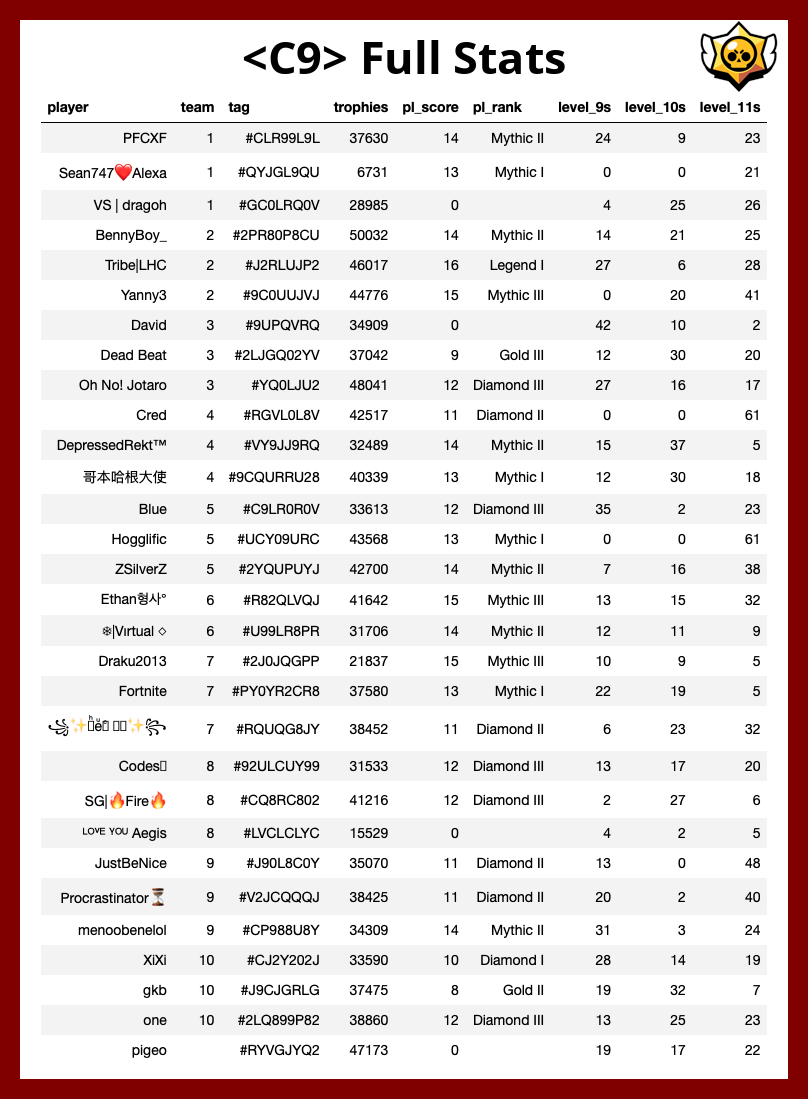 <C9> Full Stats
player team tag trophies pl_score pl_rank level_9s level_10s level_11s
PFCXF 1 #CLR99L9L 37630 14 Mythic II 24 9 23
Sean747❤️Alexa 1 #QYJGL9QU 6731 13 Mythic I 0 0 21
VS | dragoh 1 #GC0LRQ0V 28985 0 4 25 26
BennyBoy_ 2 #2PR80P8CU 50032 14 Mythic II 14 21 25
Tribe|LHC 2 #J2RLUJP2 46017 16 Legend I 27 6 28
Yanny3 2 #9C0UUJVJ 44776 15 Mythic III 0 20 41
David 3 #9UPQVRQ 34909 0 42 10 2
Dead Beat 3 #2LJGQ02YV 37042 9 Gold III 12 30 20
Oh No! Jotaro 3 #YQ0LJU2 48041 12 Diamond III 27 16 17
Cred 4 #RGVL0L8V 42517 11 Diamond II 0 0 61
DepressedRekt™ 4 #VY9JJ9RQ 32489 14 Mythic II 15 37 5
哥本哈根大使 4 #9CQURRU28 40339 13 Mythic I 12 30 18
Blue 5 #C9LR0R0V 33613 12 Diamond III 35 2 23
Hogglific 5 #UCY09URC 43568 13 Mythic I 0 0 61
ZSilverZ 5 #2YQUPUYJ 42700 14 Mythic II 7 16 38
Ethan형사° 6 #R82QLVQJ 41642 15 Mythic III 13 15 32
❄|Vırtual ◇ 6 #U99LR8PR 31706 14 Mythic II 12 11 9
Draku2013 7 #2J0JQGPP 21837 15 Mythic III 10 9 5
Fortnite 7 #PY0YR2CR8 37580 13 Mythic I 22 19 5
7 #RQUQG8JY 38452 11 Diamond II 6 23 32
Codes 8 #92ULCUY99 31533 12 Diamond III 13 17 20
SG|🔥Fire🔥 8 #CQ8RC802 41216 12 Diamond III 2 27 6
ᴸᴼⱽᴱ ᵞᴼᵁ Aegis 8 #LVCLCLYC 15529 0 4 2 5
JustBeNice 9 #J90L8C0Y 35070 11 Diamond II 13 0 48
Procrastinator⏳ 9 #V2JCQQQJ 38425 11 Diamond II 20 2 40
menoobenelol 9 #CP988U8Y 34309 14 Mythic II 31 3 24
XiXi 10 #CJ2Y202J 33590 10 Diamond I 28 14 19
gkb 10 #J9CJGRLG 37475 8 Gold II 19 32 7
one 10 #2LQ899P82 38860 12 Diamond III 13 25 23
pigeo #RYVGJYQ2 47173 0 19 17 22